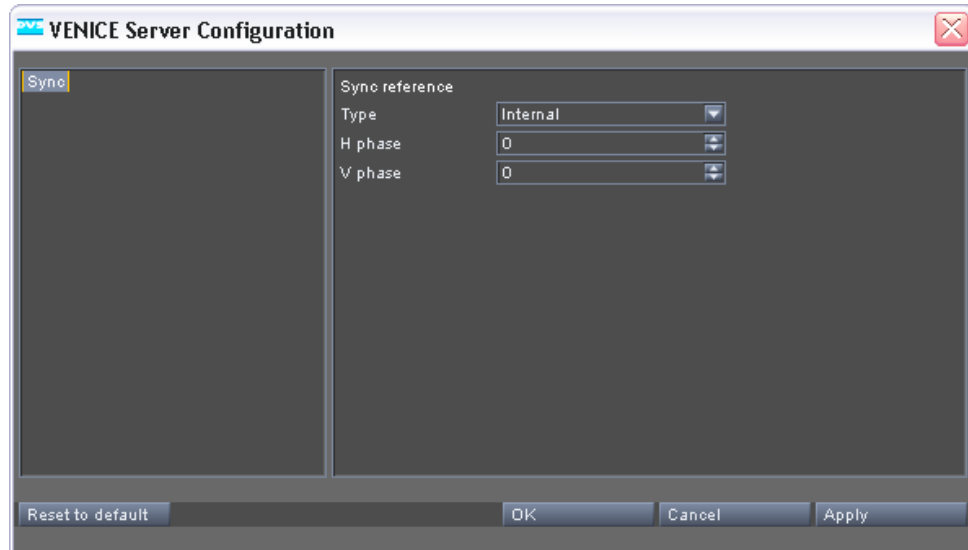 DVS VENICE Server Configuration
Sync
Sync reference
Type Internal
H phase 0
V phase 0
Reset to default OK Cancel Apply